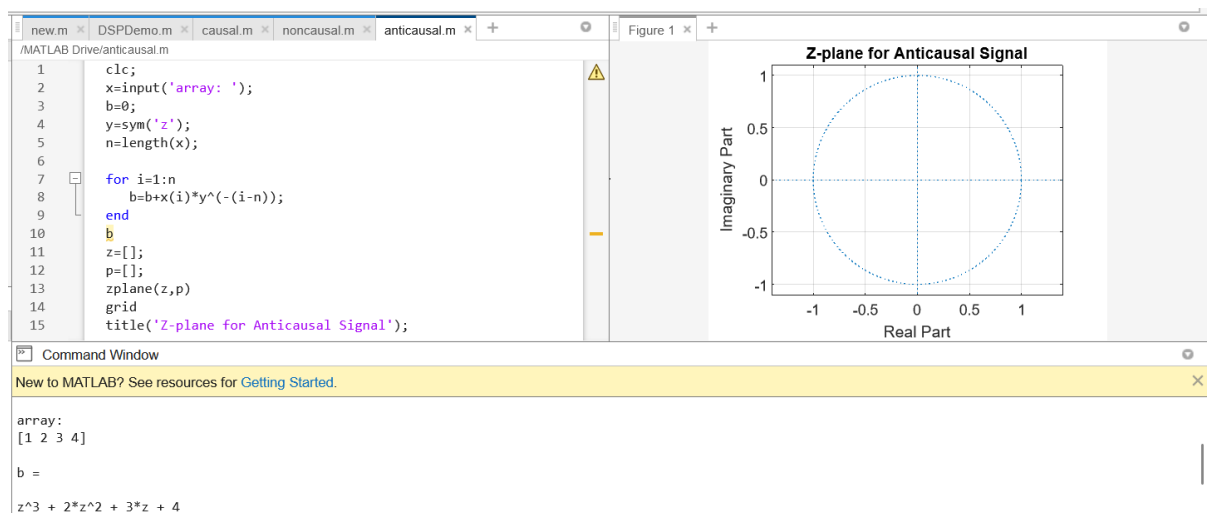 new.m × DSPDemo.m × causal.m × noncausal.m × anticausal.m × +
/MATLAB Drive/anticausal.m
1 clc;
2 x=input('array: ');
3 b=0;
4 y=sym('z');
5 n=length(x);
6
7 for i=1:n
8 b=b+x(i)*y^(-(i-n));
9 end
10 b
11 z=[];
12 p=[];
13 zplane(z,p)
14 grid
15 title('Z-plane for Anticausal Signal');
Figure 1 × +
Z-plane for Anticausal Signal
1
0.5
0
-0.5
-1
Imaginary Part
-1 -0.5 0 0.5 1
Real Part
Command Window
New to MATLAB? See resources for Getting Started.
array:
[1 2 3 4]
b =
z^3 + 2*z^2 + 3*z + 4